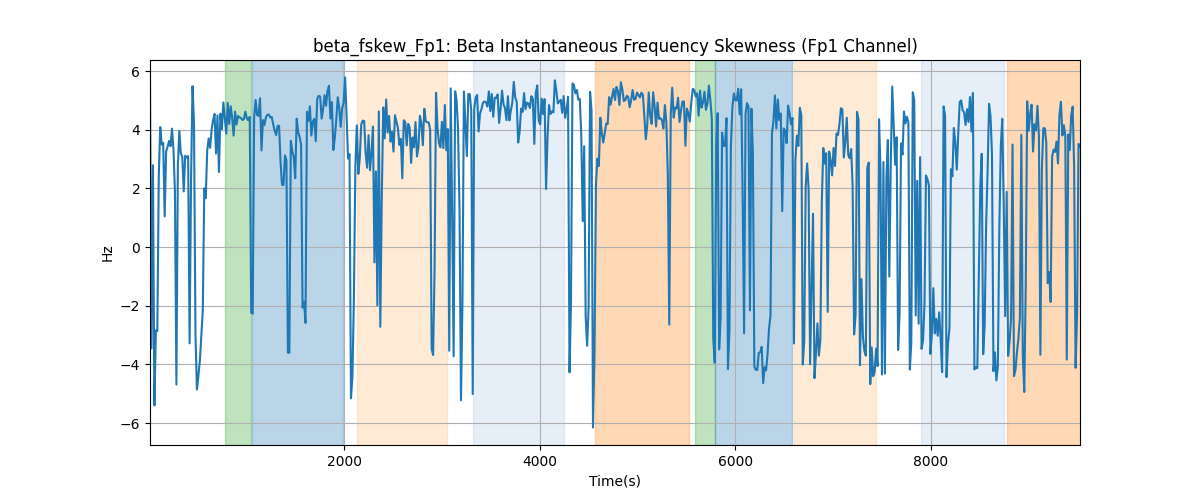 beta_fskew_Fp1: Beta Instantaneous Frequency Skewness (Fp1 Channel)
6
4
2
0
−2
−4
−6
Hz
2000 4000 6000 8000
Time(s)